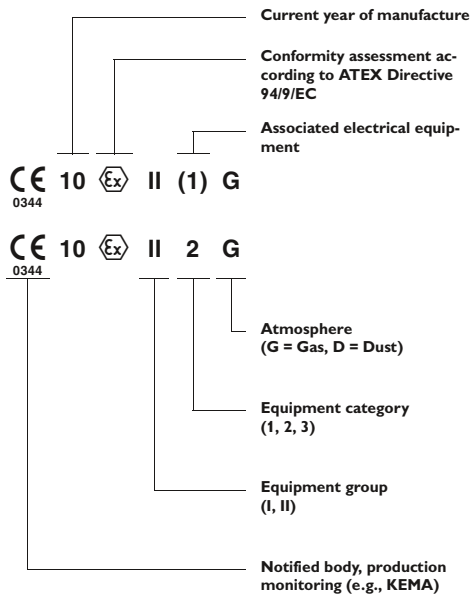 Current year of manufacture
Conformity assessment ac-
cording to ATEX Directive
94/9/EC
Associated electrical equip-
ment
CE 10 Ex II (1) G
0344
CE 10 Ex II 2 G
0344
Atmosphere
(G = Gas, D = Dust)
Equipment category
(1, 2, 3)
Equipment group
(I, II)
Notified body, production
monitoring (e.g., KEMA)